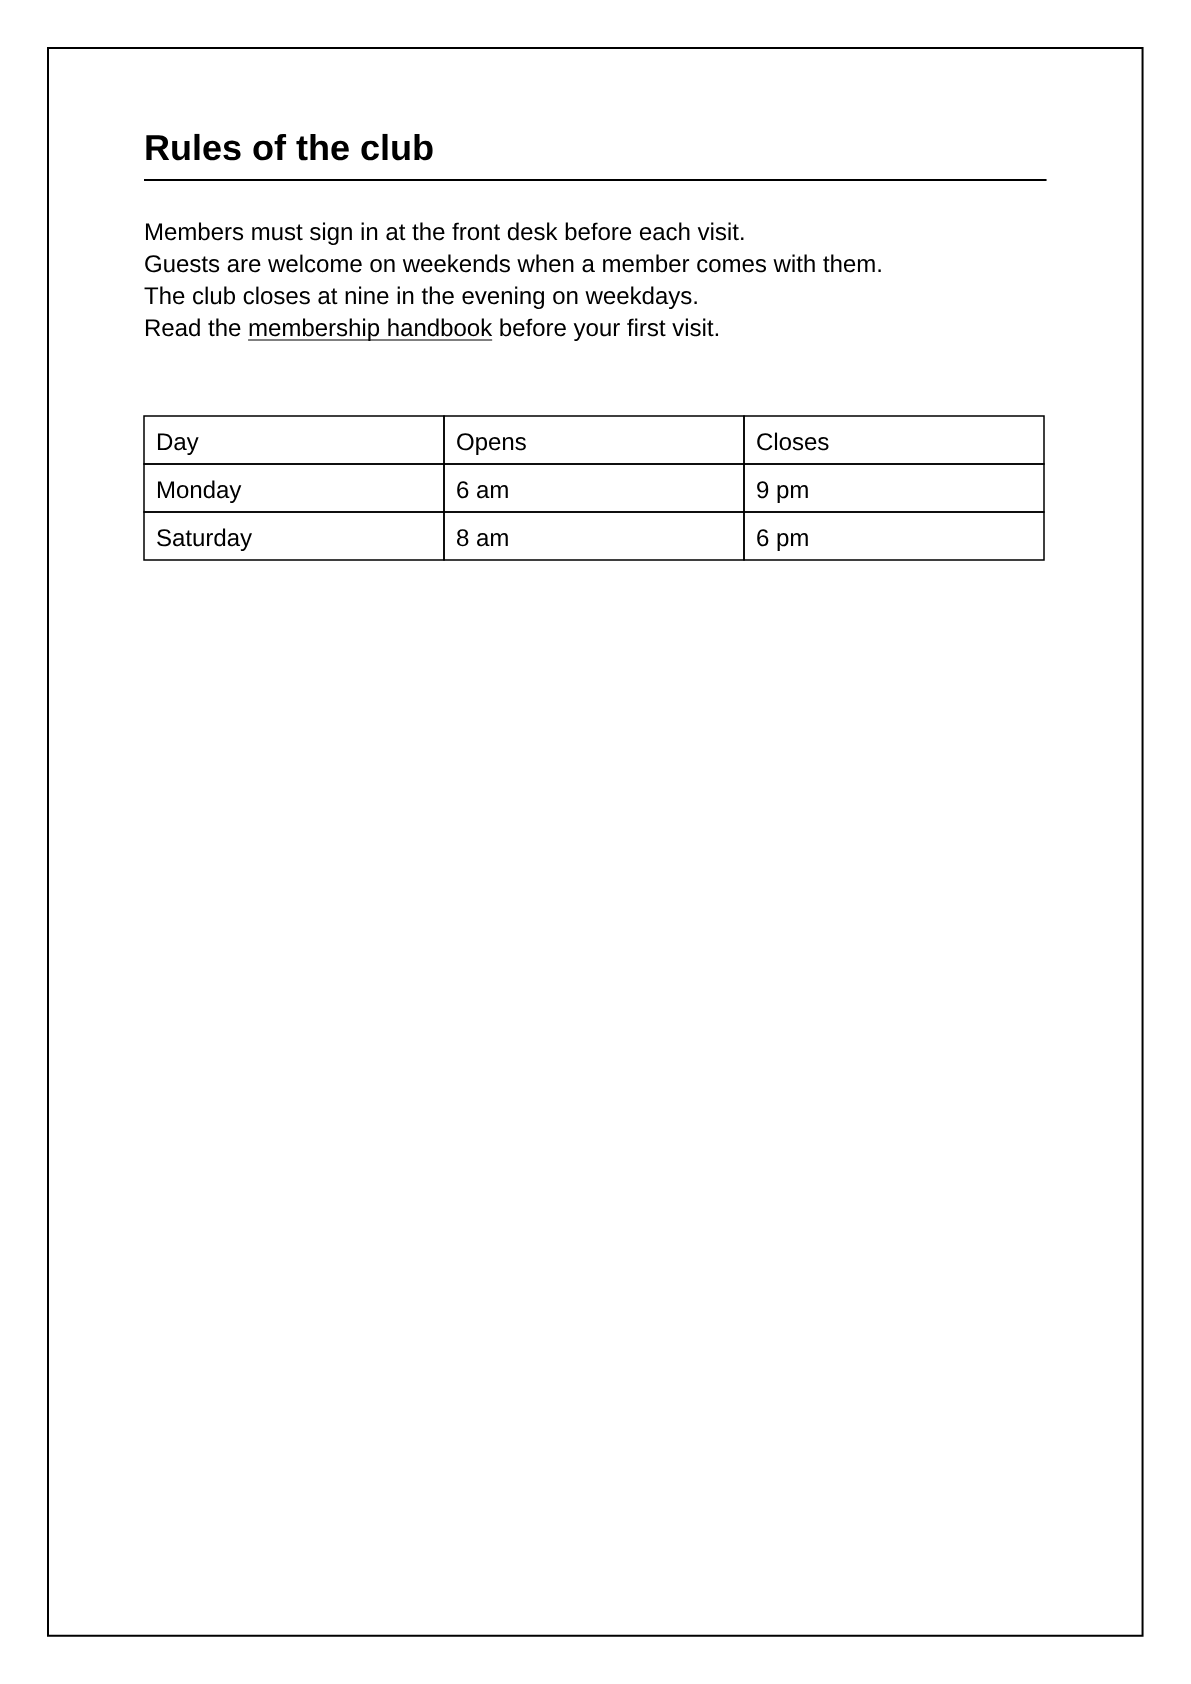 Rules of the club
Members must sign in at the front desk before each visit.
Guests are welcome on weekends when a member comes with them.
The club closes at nine in the evening on weekdays.
Read the membership handbook before your first visit.
Day Opens Closes
Monday 6 am 9 pm
Saturday 8 am 6 pm